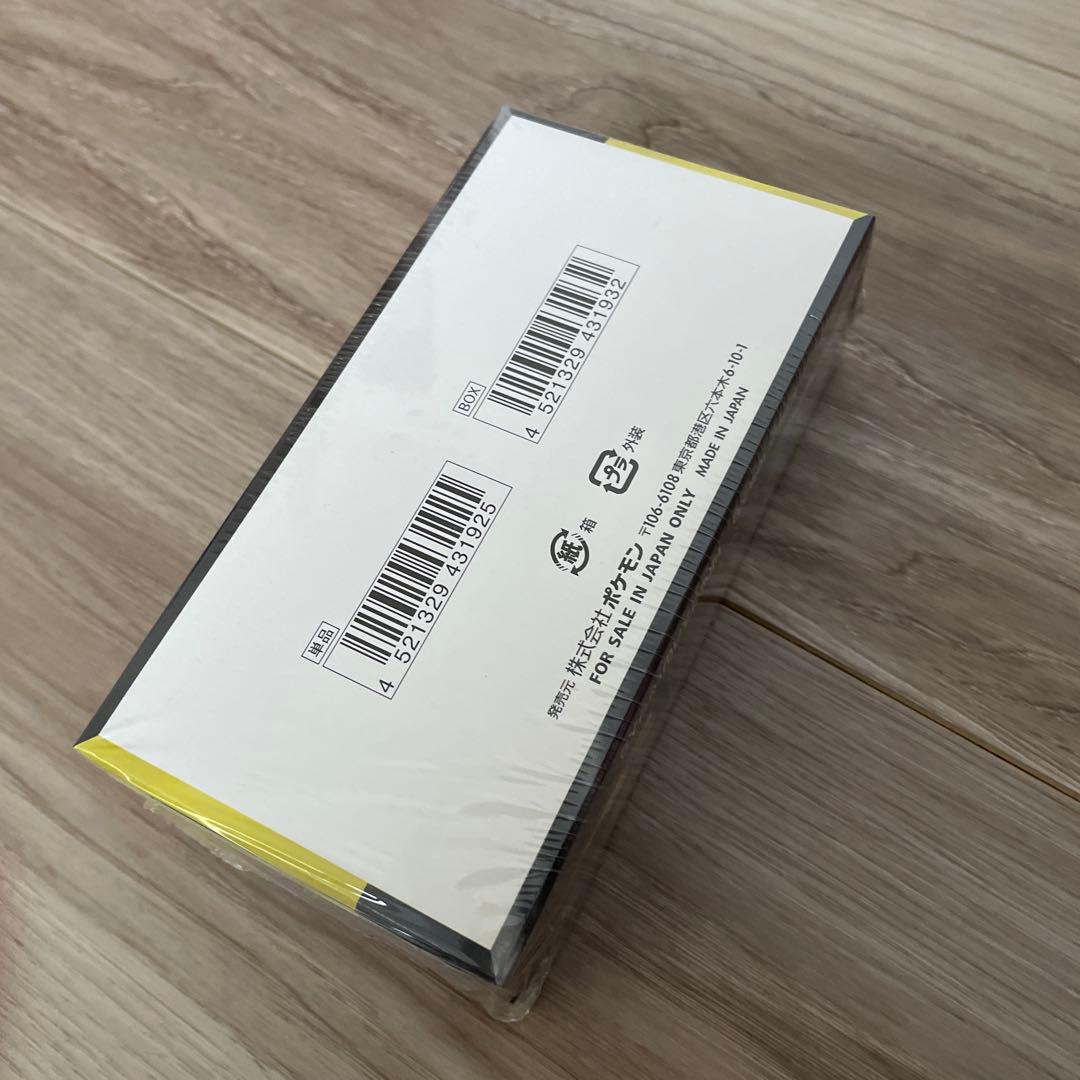 単品
4 521329 431925
BOX
4 521329 431932
紙 箱
プラ 外装
発売元 株式会社 ポケモン 〒106-6108 東京都港区六本木6-10-1
FOR SALE IN JAPAN ONLY MADE IN JAPAN